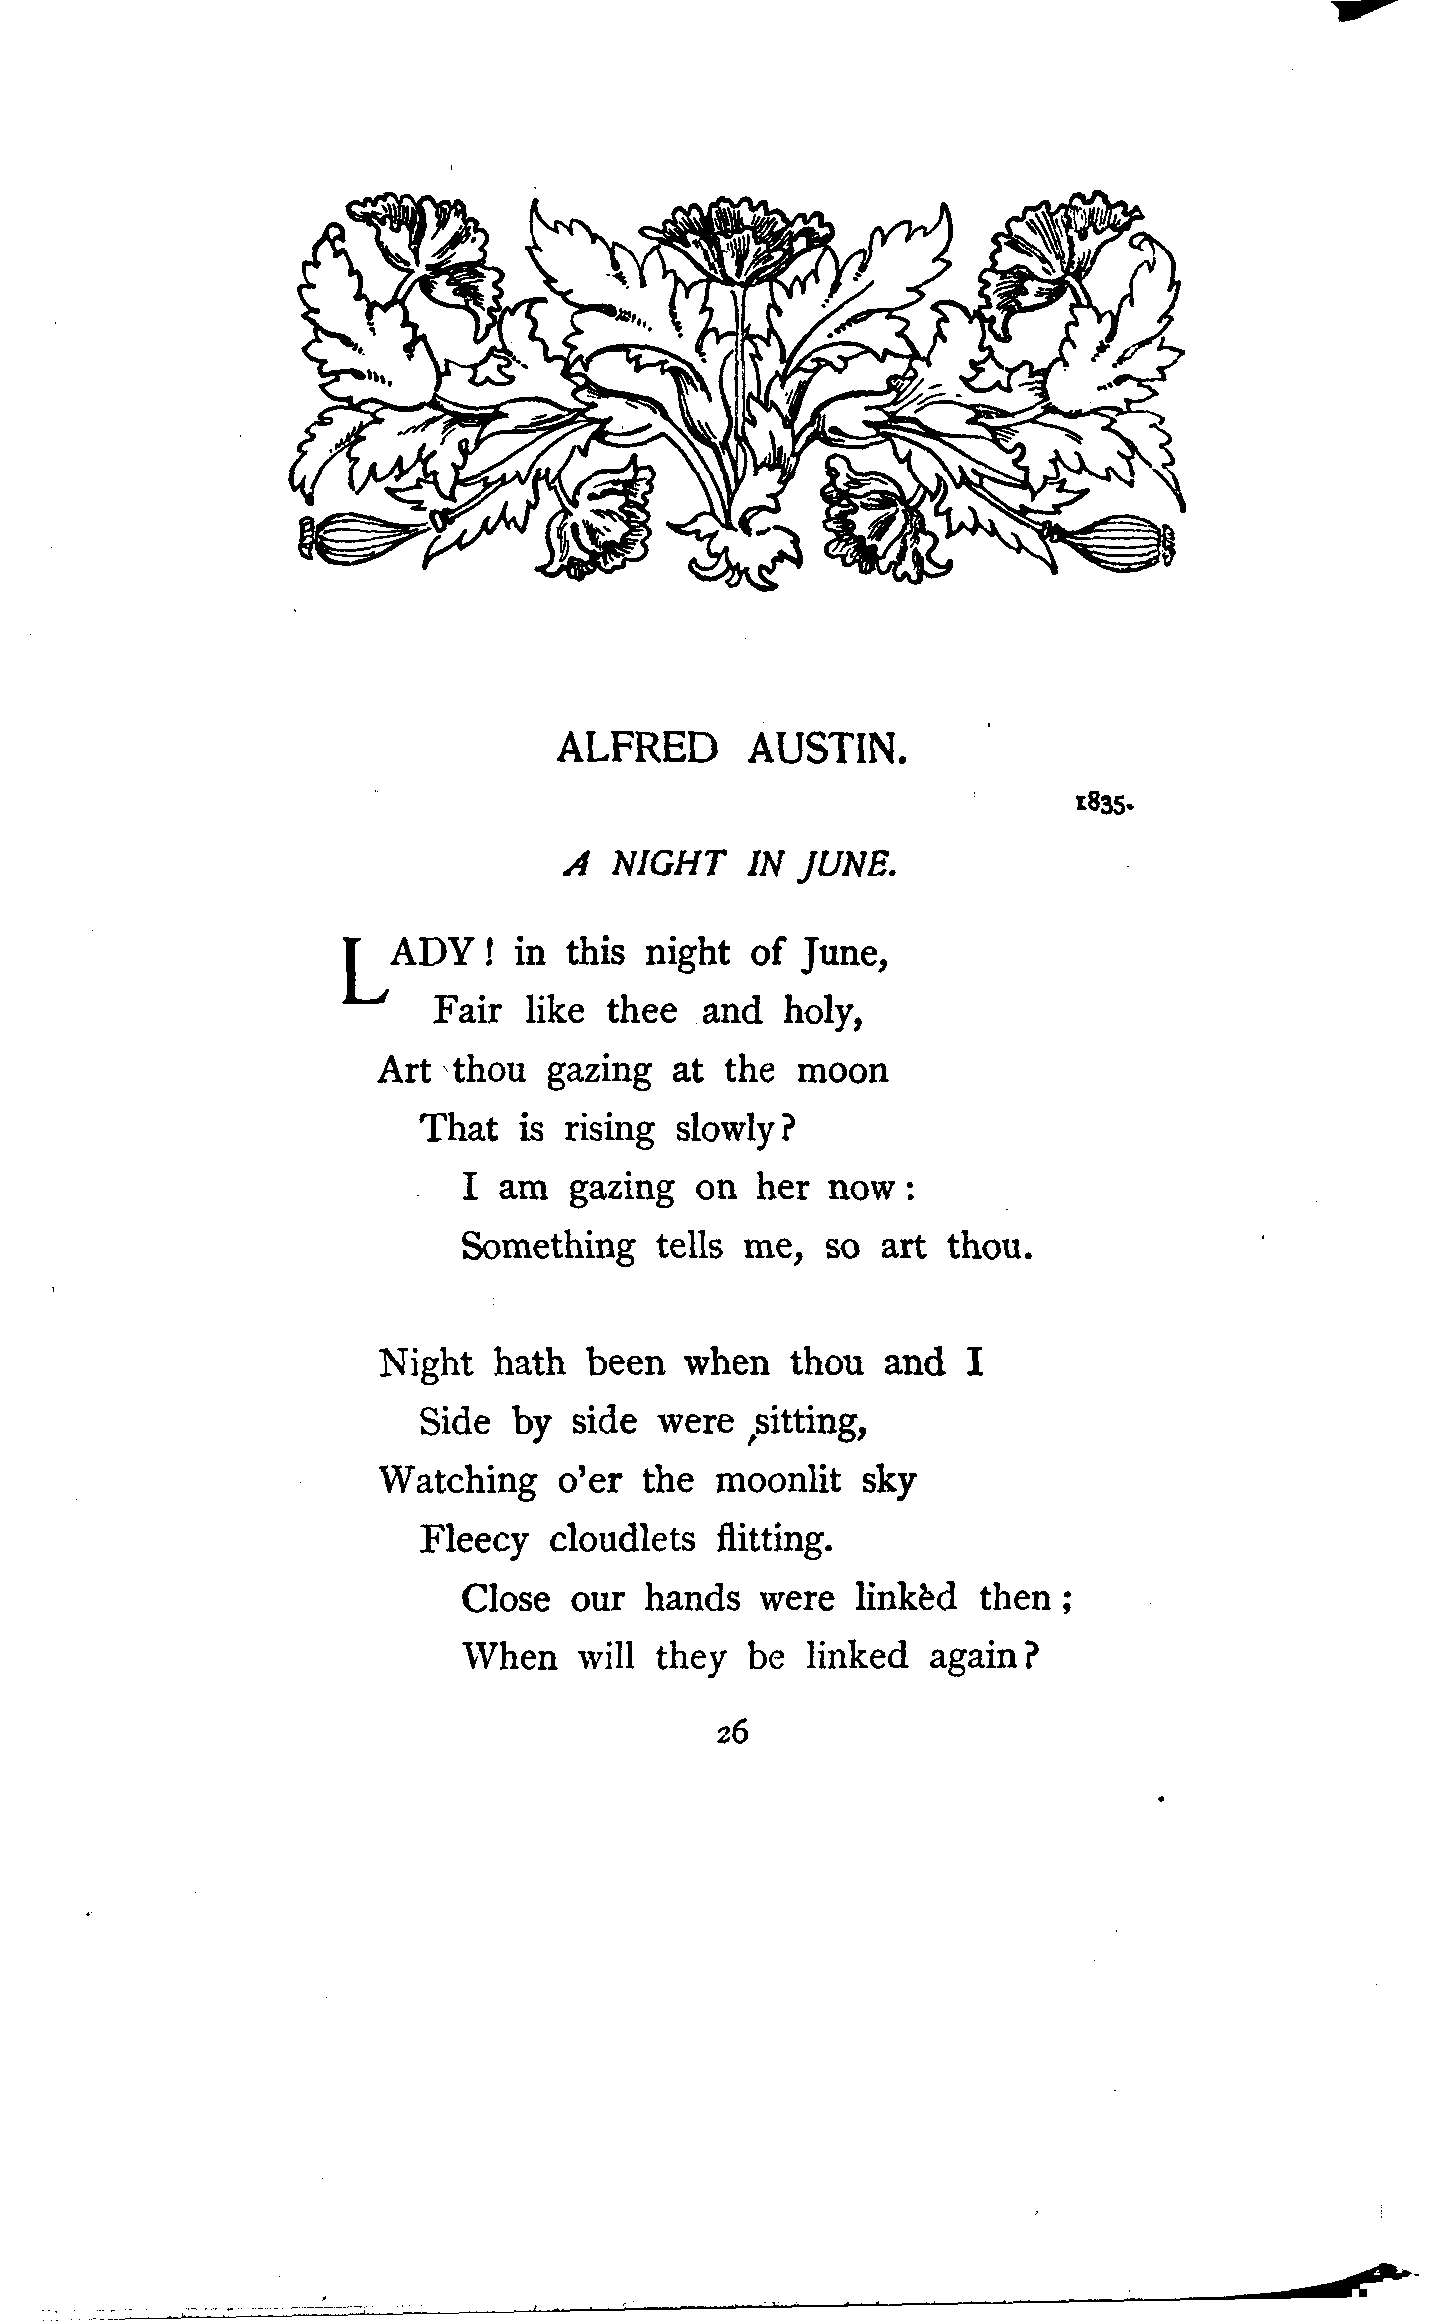 ALFRED AUSTIN.
1835.
A NIGHT IN JUNE.
LADY! in this night of June,
Fair like thee and holy,
Art thou gazing at the moon
That is rising slowly?
I am gazing on her now:
Something tells me, so art thou.
Night hath been when thou and I
Side by side were sitting,
Watching o'er the moonlit sky
Fleecy cloudlets flitting.
Close our hands were linkèd then;
When will they be linked again?
26